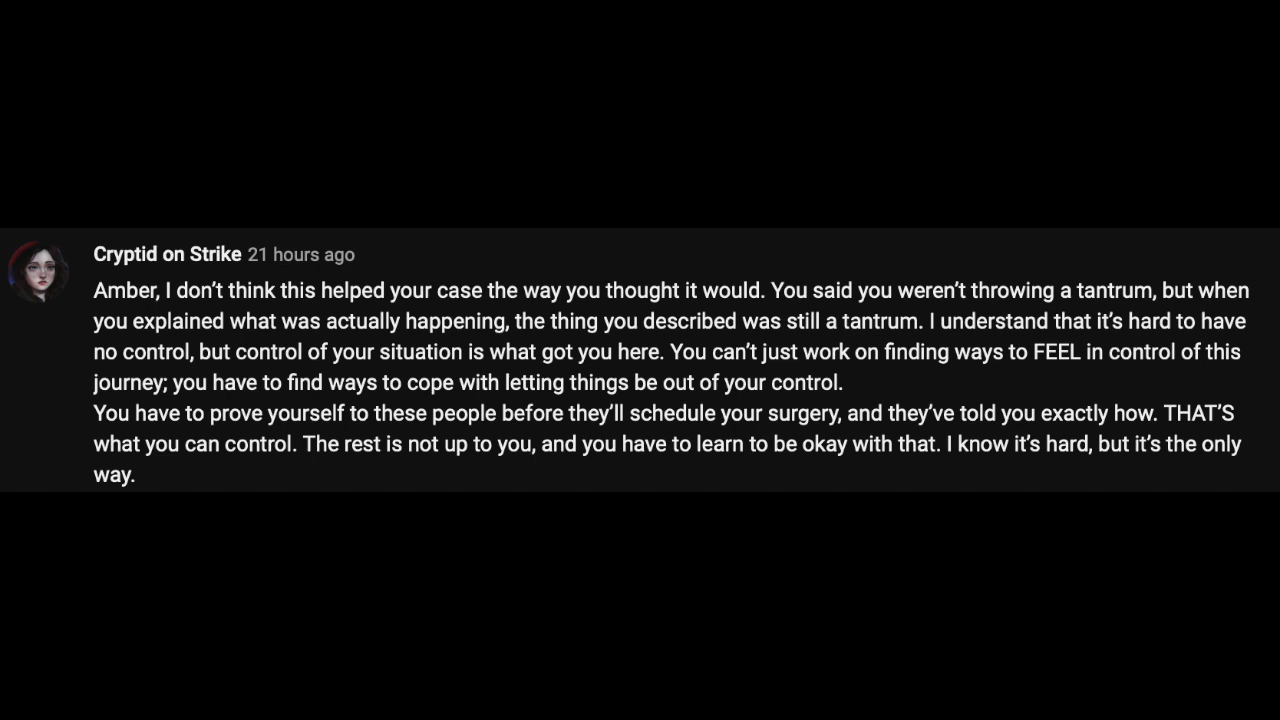 Cryptid on Strike 21 hours ago
Amber, I don’t think this helped your case the way you thought it would. You said you weren’t throwing a tantrum, but when
you explained what was actually happening, the thing you described was still a tantrum. I understand that it’s hard to have
no control, but control of your situation is what got you here. You can’t just work on finding ways to FEEL in control of this
journey; you have to find ways to cope with letting things be out of your control.
You have to prove yourself to these people before they’ll schedule your surgery, and they’ve told you exactly how. THAT’S
what you can control. The rest is not up to you, and you have to learn to be okay with that. I know it’s hard, but it’s the only
way.